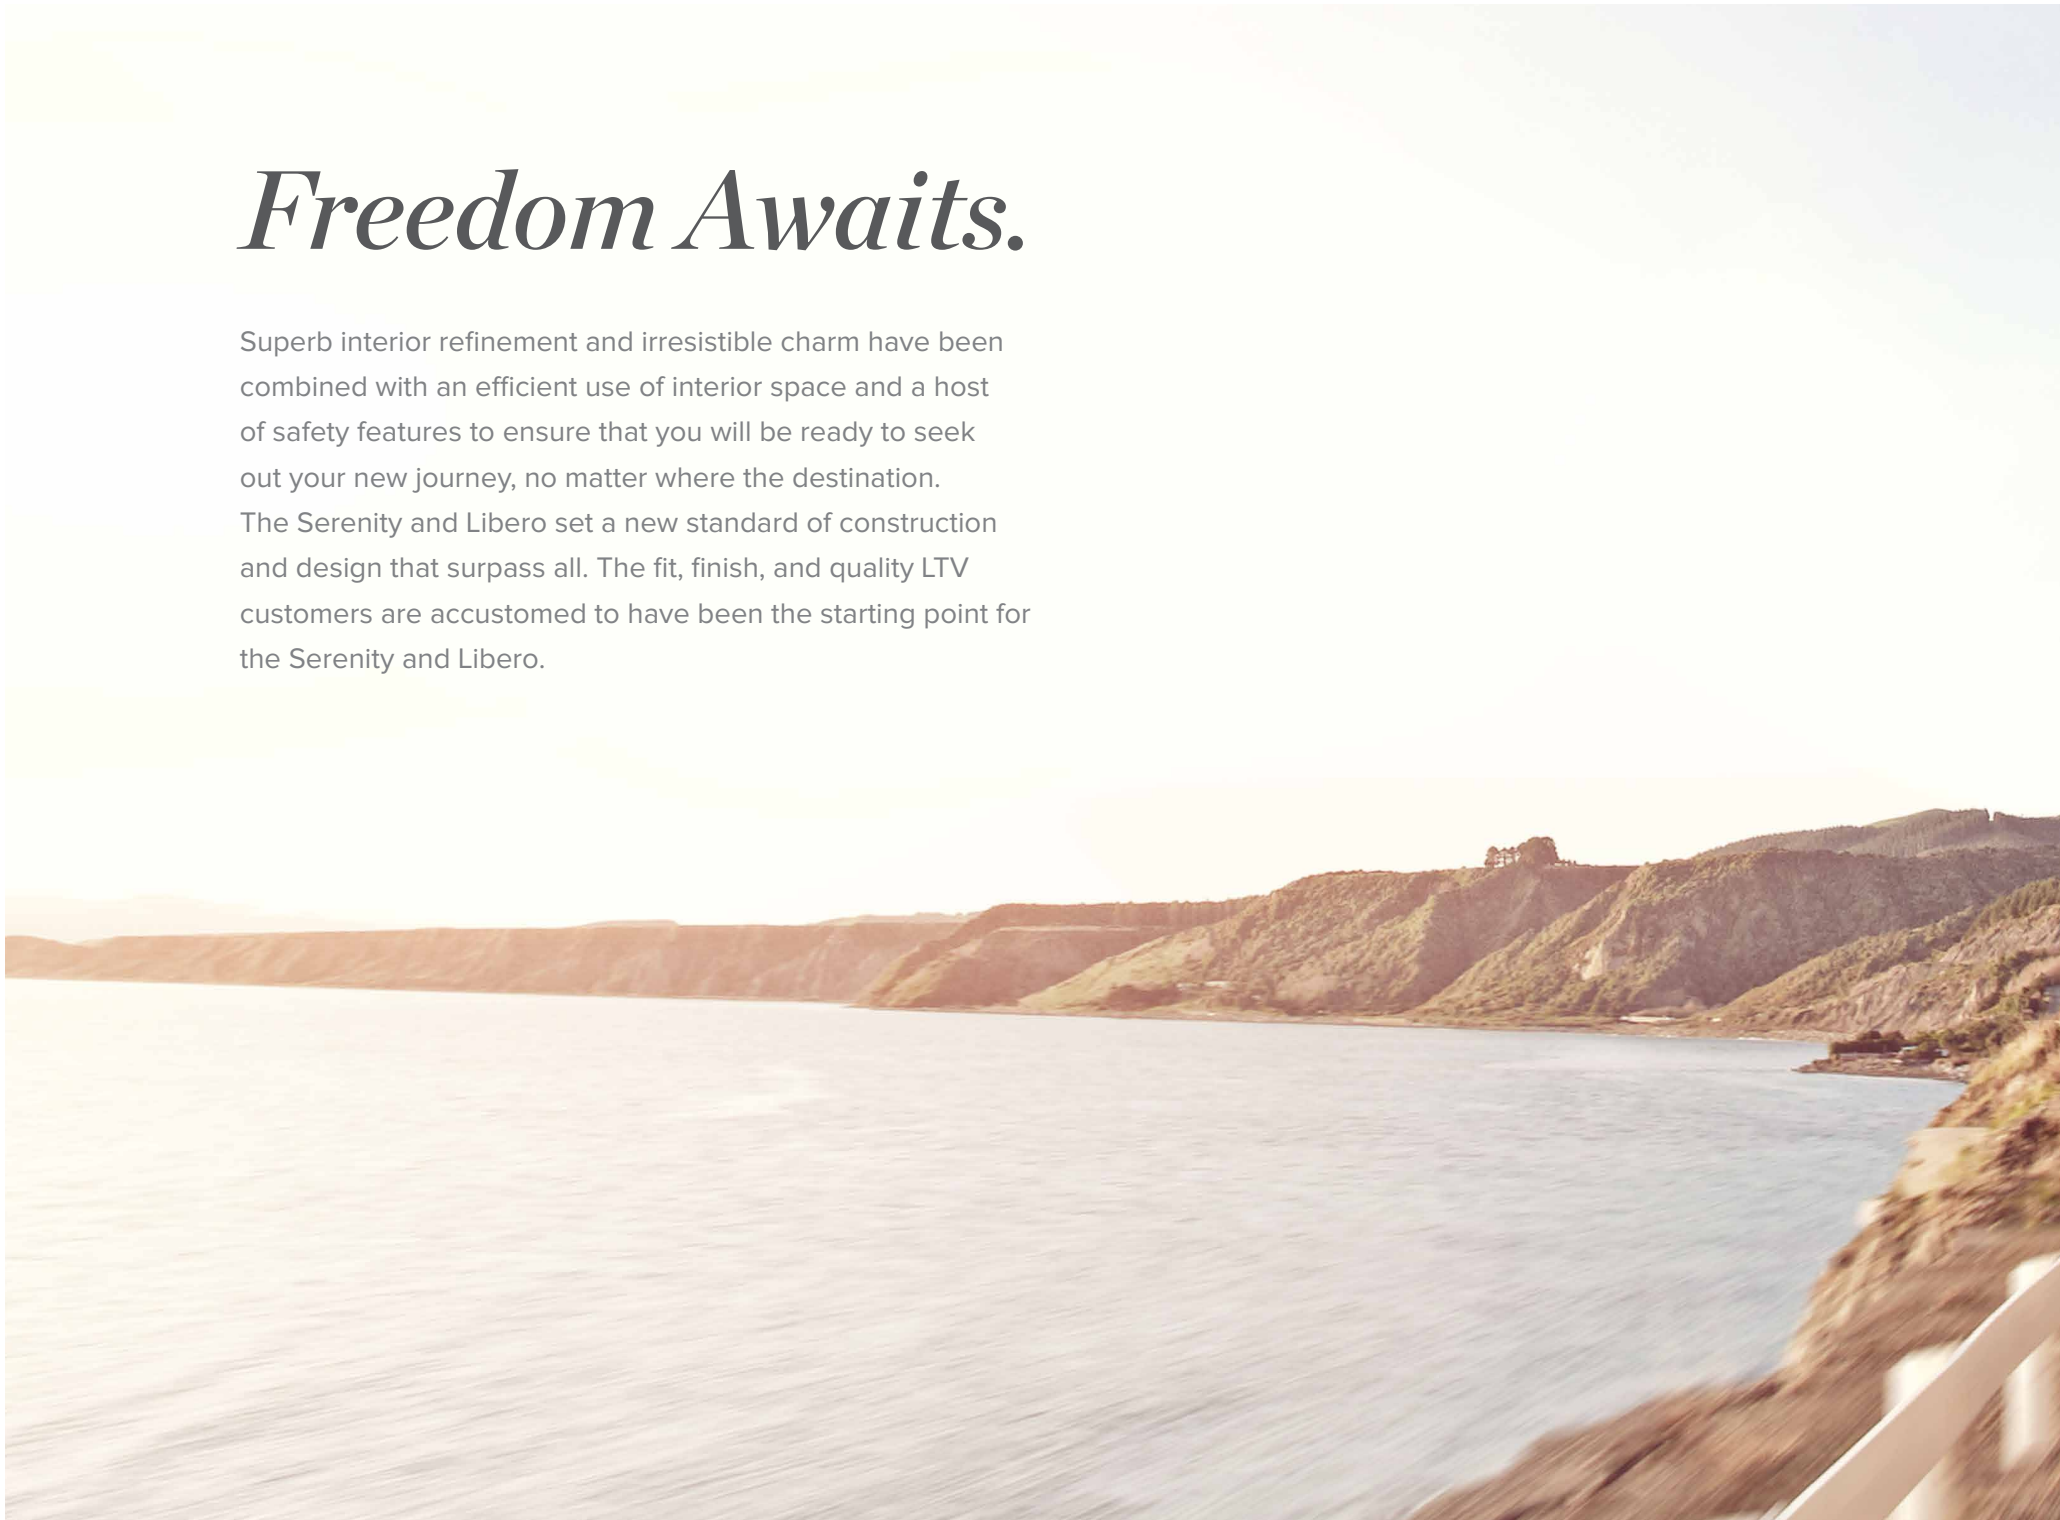 Freedom Awaits.
Superb interior refinement and irresistible charm have been
combined with an efficient use of interior space and a host
of safety features to ensure that you will be ready to seek
out your new journey, no matter where the destination.
The Serenity and Libero set a new standard of construction
and design that surpass all. The fit, finish, and quality LTV
customers are accustomed to have been the starting point for
the Serenity and Libero.